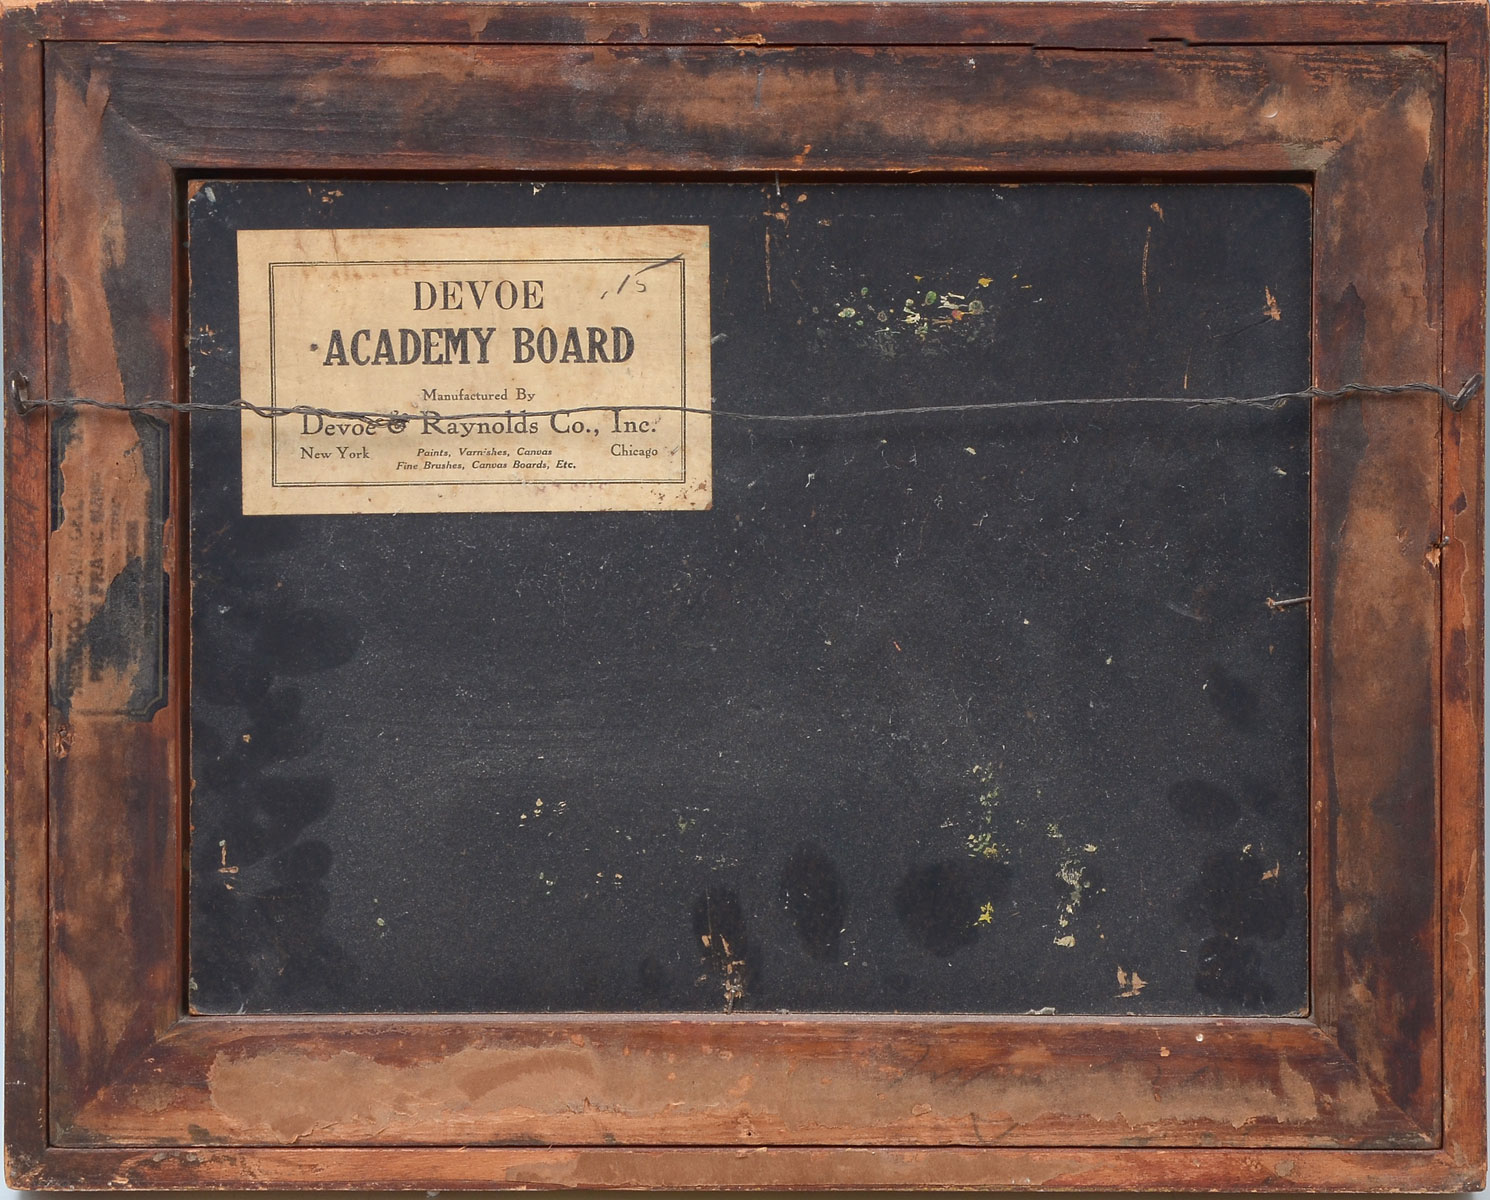 DEVOE
.15
ACADEMY BOARD
Manufactured By
Devoe & Raynolds Co., Inc.
New York Paints, Varnishes, Canvas Chicago
Fine Brushes, Canvas Boards, Etc.